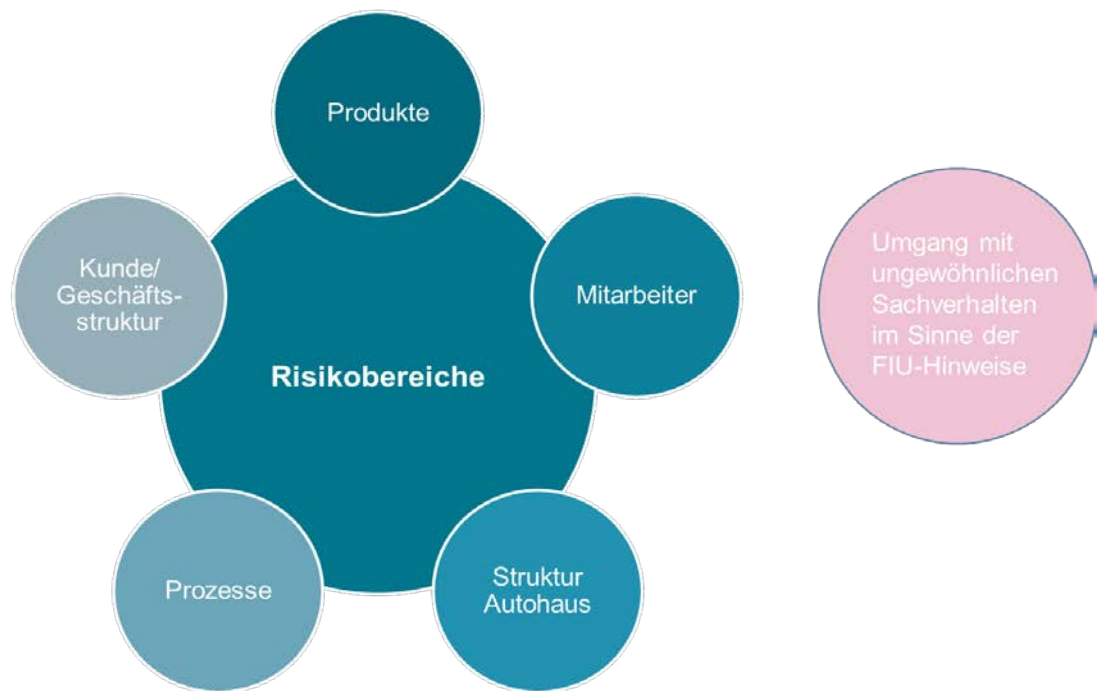 Produkte
Kunde/
Geschäfts-
struktur
Mitarbeiter
Risikobereiche
Prozesse
Struktur
Autohaus
Umgang mit
ungewöhnlichen
Sachverhalten
im Sinne der
FIU-Hinweise